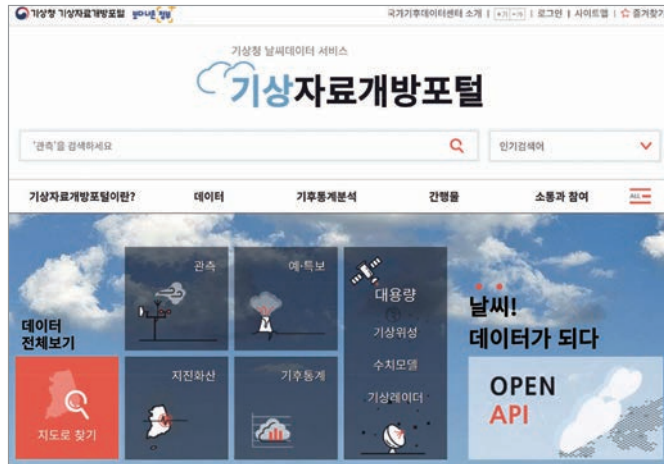 기상청 기상자료개방포털
국가기후데이터센터 소개 | 로그인 | 사이트맵 | 즐겨찾기
기상청 날씨데이터 서비스
기상자료개방포털
'관측'을 검색하세요
인기검색어
기상자료개방포털이란? 데이터 기후통계분석 간행물 소통과 참여 ALL
데이터
전체보기
지도로 찾기
관측
예·특보
지진화산
기후통계
대용량
기상위성
수치모델
기상레이더
날씨!
데이터가 되다
OPEN
API